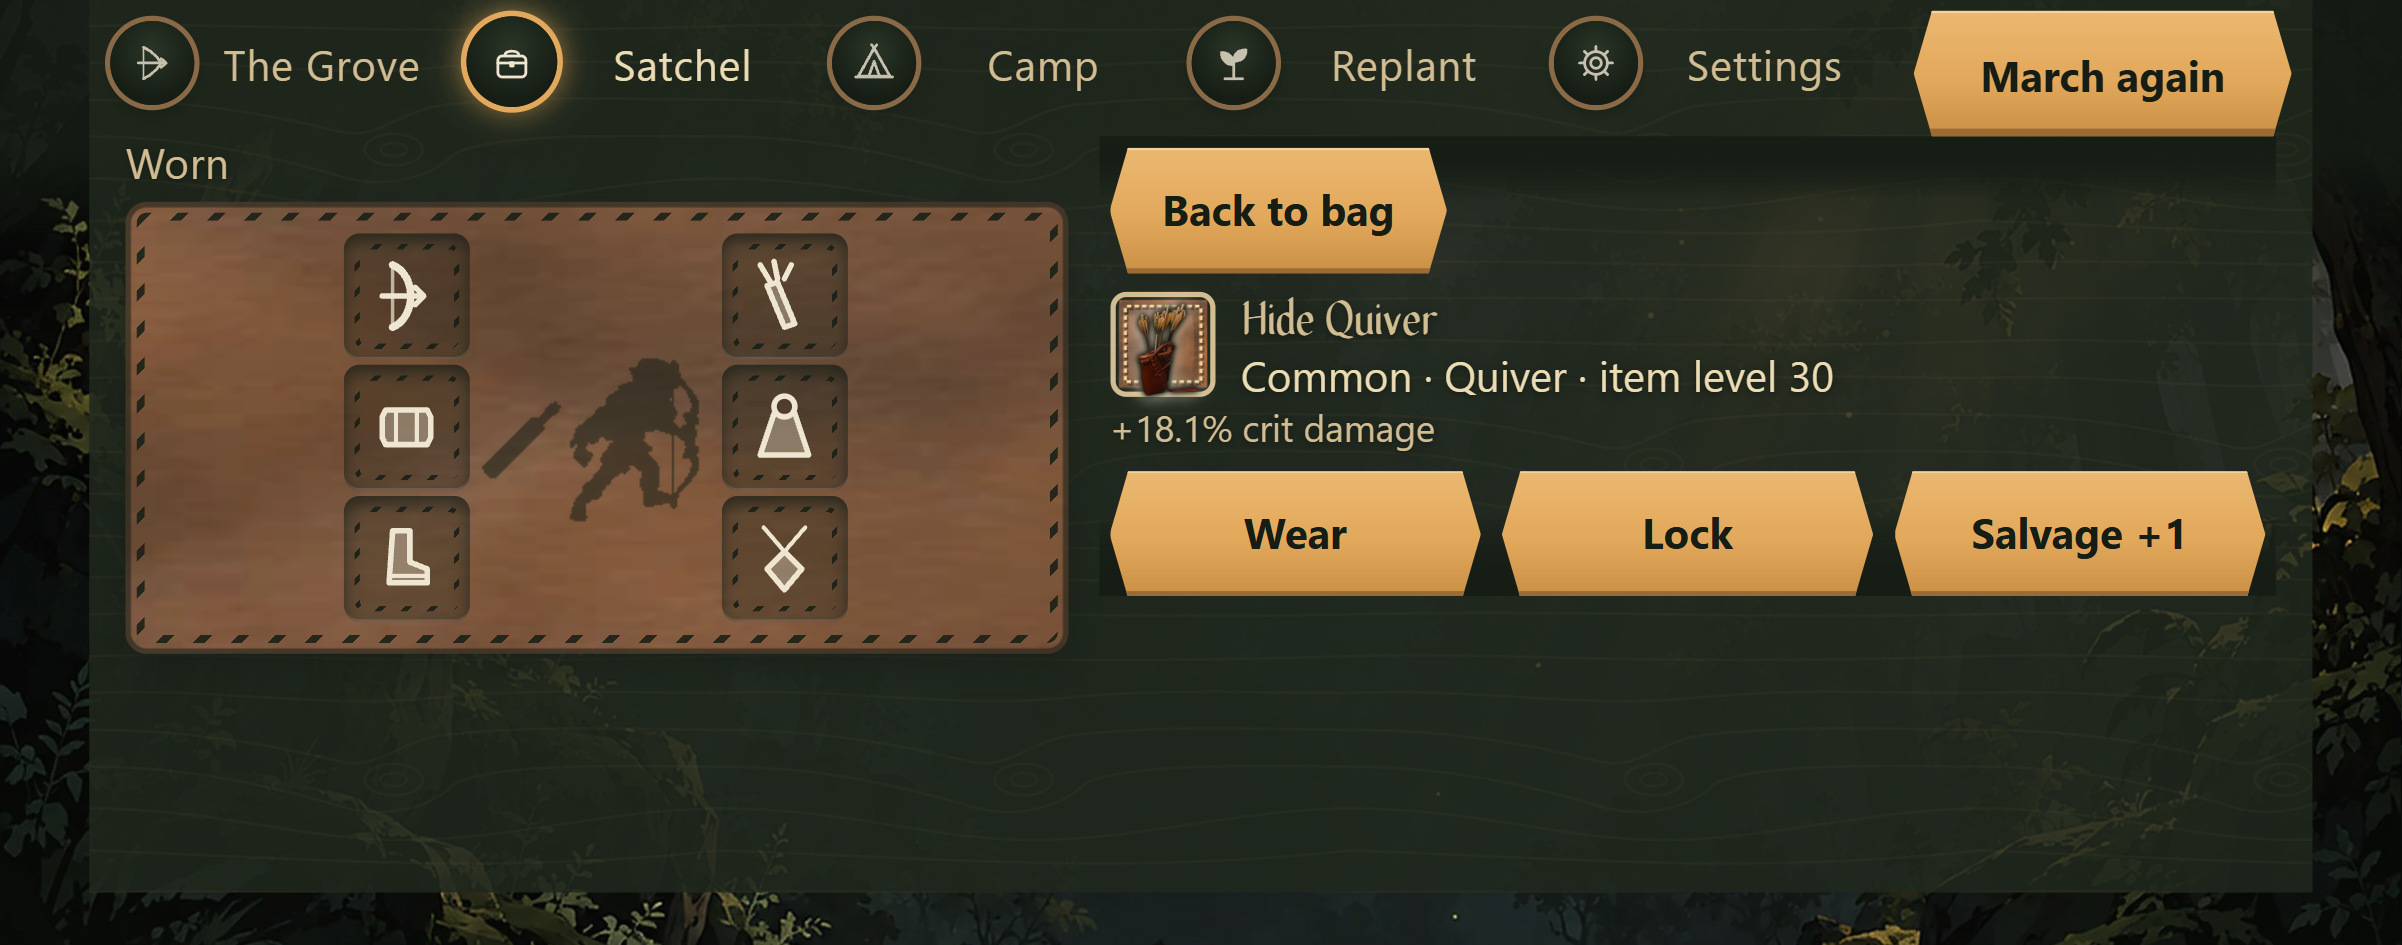 The Grove
Satchel
Camp
Replant
Settings
March again
Worn
Back to bag
Hide Quiver
Common · Quiver · item level 30
+18.1% crit damage
Wear
Lock
Salvage +1